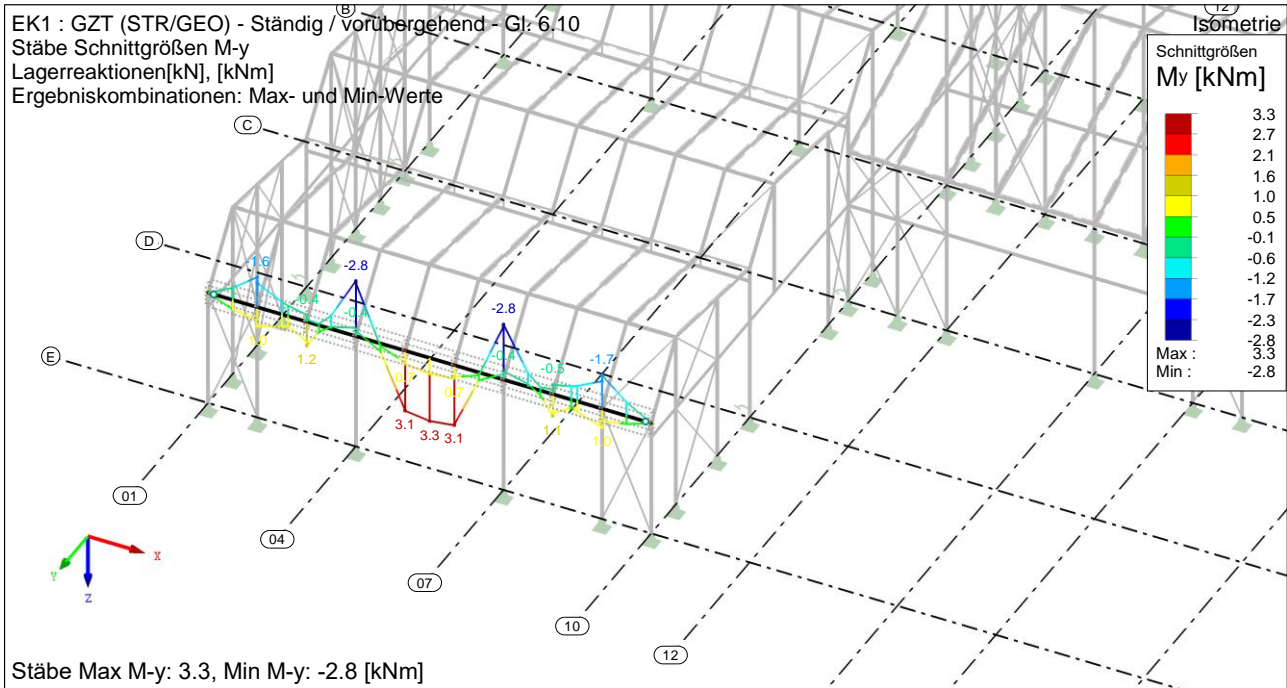 EK1 : GZT (STR/GEO) - Ständig / vorübergehend - Gl. 6.10
Stäbe Schnittgrößen M-y
Lagerreaktionen[kN], [kNm]
Ergebniskombinationen: Max- und Min-Werte
Isometrie
Schnittgrößen
My [kNm]
3.3
2.7
2.1
1.6
1.0
0.5
-0.1
-0.6
-1.2
-1.7
-2.3
-2.8
Max : 3.3
Min : -2.8
B
12
C
D
E
-1.6
-0.4
-2.8
-0.4
1.0
1.2
0.7
0.7
3.1
3.3
3.1
-2.8
-0.4
-0.5
-1.7
1.1
1.0
01
04
07
10
12
X
Y
Z
Stäbe Max M-y: 3.3, Min M-y: -2.8 [kNm]